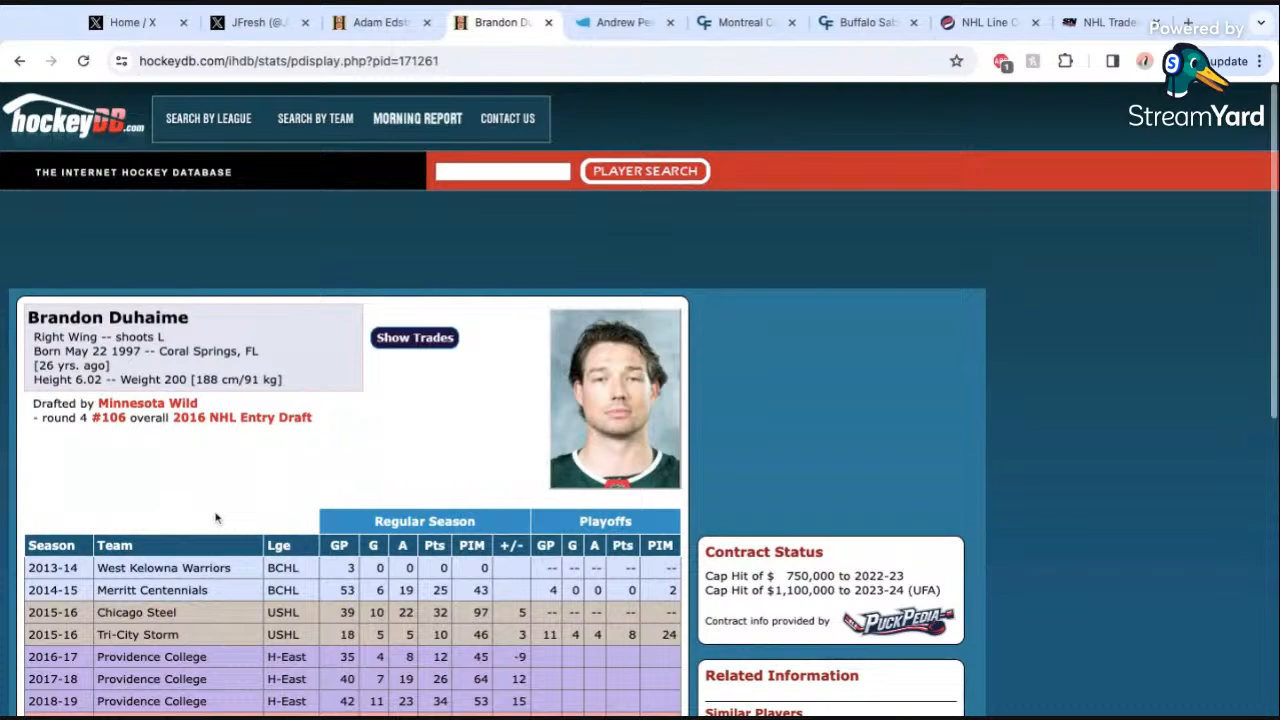 Home / X
JFresh (@J
Adam Edst
Brandon Du
Andrew Pe
Montreal C
Buffalo Sab
NHL Line C
NHL Trade
Powered by
hockeydb.com/ihdb/stats/pdisplay.php?pid=171261
1
update
StreamYard
hockeyDB.com
SEARCH BY LEAGUE
SEARCH BY TEAM
MORNING REPORT
CONTACT US
THE INTERNET HOCKEY DATABASE
PLAYER SEARCH
Brandon Duhaime
Right Wing -- shoots L
Born May 22 1997 -- Coral Springs, FL
[26 yrs. ago]
Height 6.02 -- Weight 200 [188 cm/91 kg]
Show Trades
Drafted by Minnesota Wild
- round 4 #106 overall 2016 NHL Entry Draft
Regular Season Playoffs
Season Team Lge GP G A Pts PIM +/- GP G A Pts PIM
2013-14 West Kelowna Warriors BCHL 3 0 0 0 0 -- -- -- -- --
2014-15 Merritt Centennials BCHL 53 6 19 25 43 4 0 0 0 2
2015-16 Chicago Steel USHL 39 10 22 32 97 5 -- -- -- -- --
2015-16 Tri-City Storm USHL 18 5 5 10 46 3 11 4 4 8 24
2016-17 Providence College H-East 35 4 8 12 45 -9
2017-18 Providence College H-East 40 7 19 26 64 12
2018-19 Providence College H-East 42 11 23 34 53 15
Contract Status
Cap Hit of $ 750,000 to 2022-23
Cap Hit of $1,100,000 to 2023-24 (UFA)
Contract info provided by PUCKPEDIA
Related Information
Similar Players